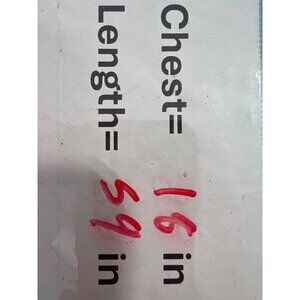 Chest= 16 in
Length= 59 in